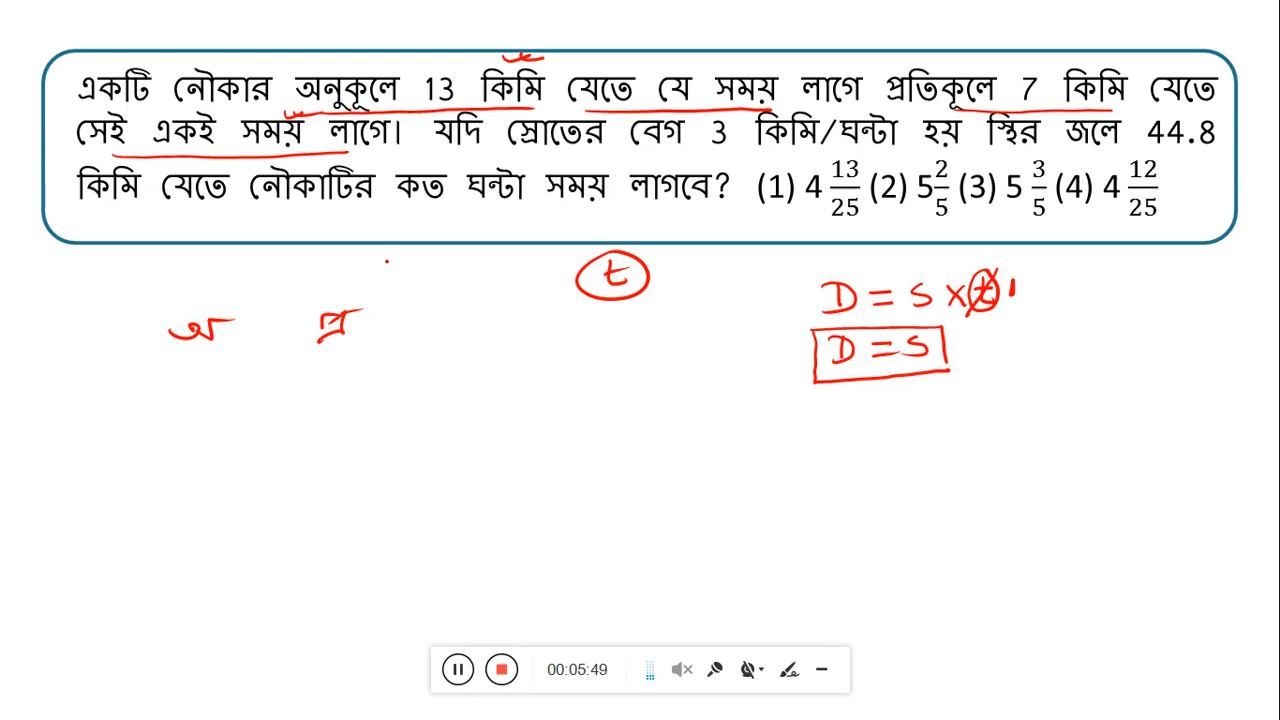 একটি নৌকার অনুকূলে 13 কিমি যেতে যে সময় লাগে প্রতিকূলে 7 কিমি যেতে
সেই একই সময় লাগে। যদি স্রোতের বেগ 3 কিমি/ঘন্টা হয় স্থির জলে 44.8
কিমি যেতে নৌকাটির কত ঘন্টা সময় লাগবে? (1) 4 13/25 (2) 5 2/5 (3) 5 3/5 (4) 4 12/25
t
D = S × t
অ প্র
D = S
00:05:49